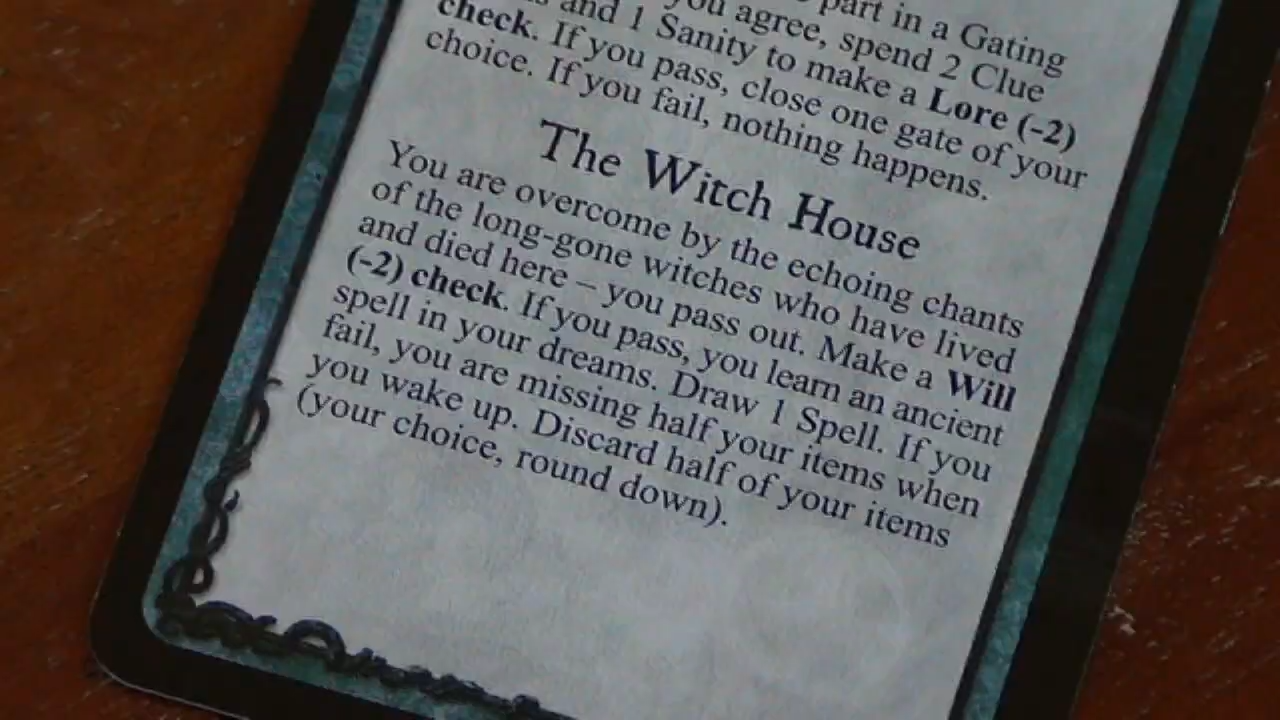 part in a Gating
you agree, spend 2 Clue
and 1 Sanity to make a Lore (-2)
check. If you pass, close one gate of your
choice. If you fail, nothing happens.
The Witch House
You are overcome by the echoing chants
of the long-gone witches who have lived
and died here – you pass out. Make a Will
(-2) check. If you pass, you learn an ancient
spell in your dreams. Draw 1 Spell. If you
fail, you are missing half your items when
you wake up. Discard half of your items
(your choice, round down).